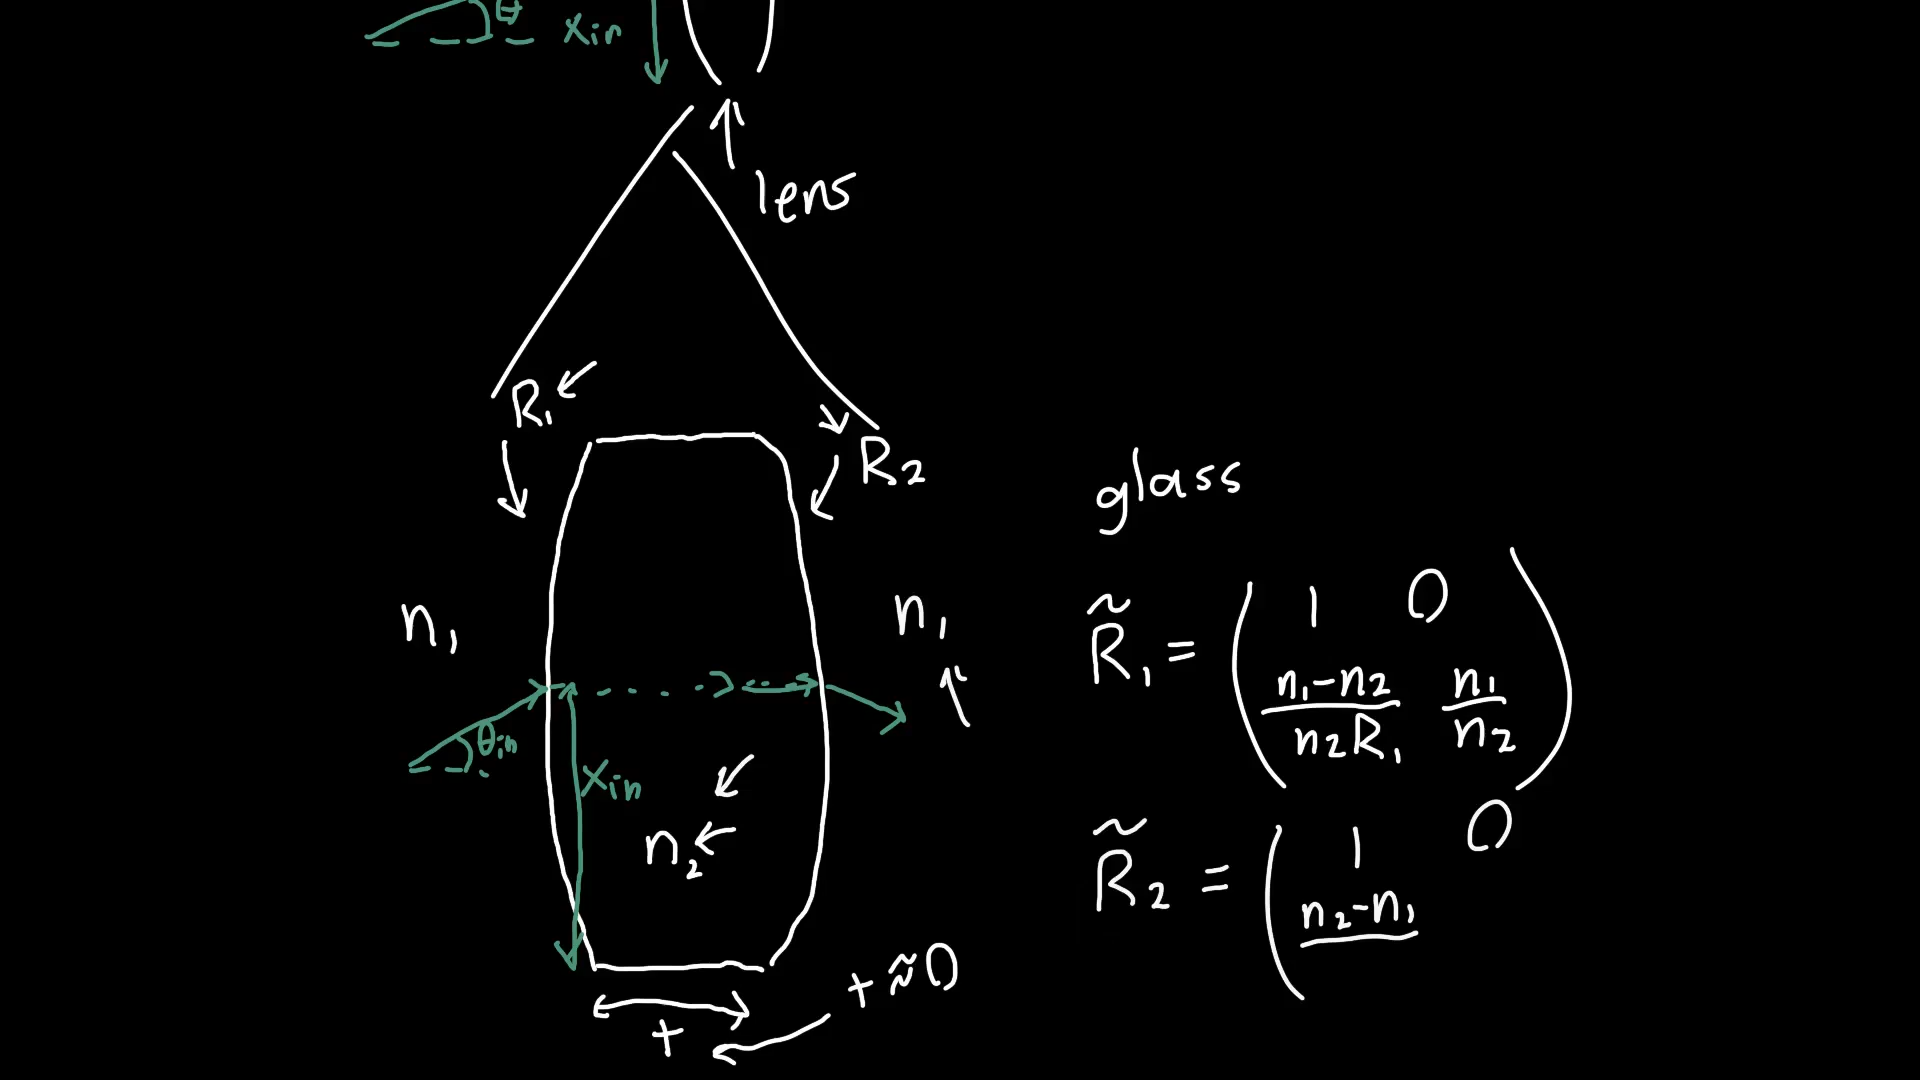 θ
xin
lens
R₁
R₂
glass
n₁
n₁
R̃₁ = ( 1 0
n₁-n₂ / n₂R₁ n₁ / n₂ )
θin
xin
n₂
R̃₂ = ( 1 0
n₂-n₁
t ≈ 0
t